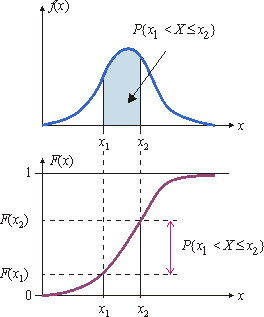 f(x)
P{x₁ < X ≤ x₂}
x
x₁ x₂
F(x)
1
F(x₂)
P{x₁ < X ≤ x₂}
F(x₁)
0
x₁ x₂ x